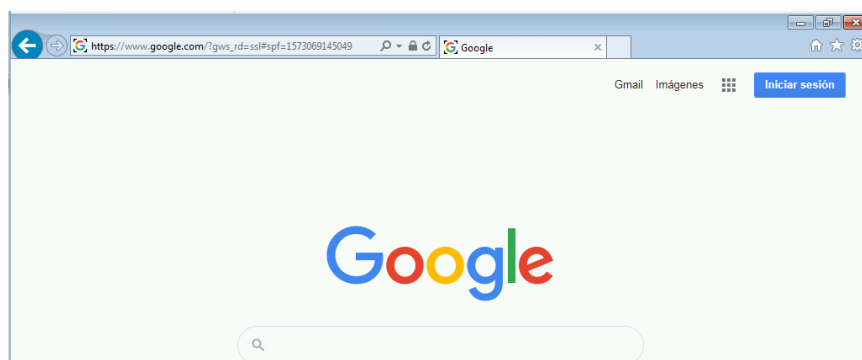 https://www.google.com/?gws_rd=ssl#spf=1573069145049
Google
Gmail Imágenes Iniciar sesión
Google